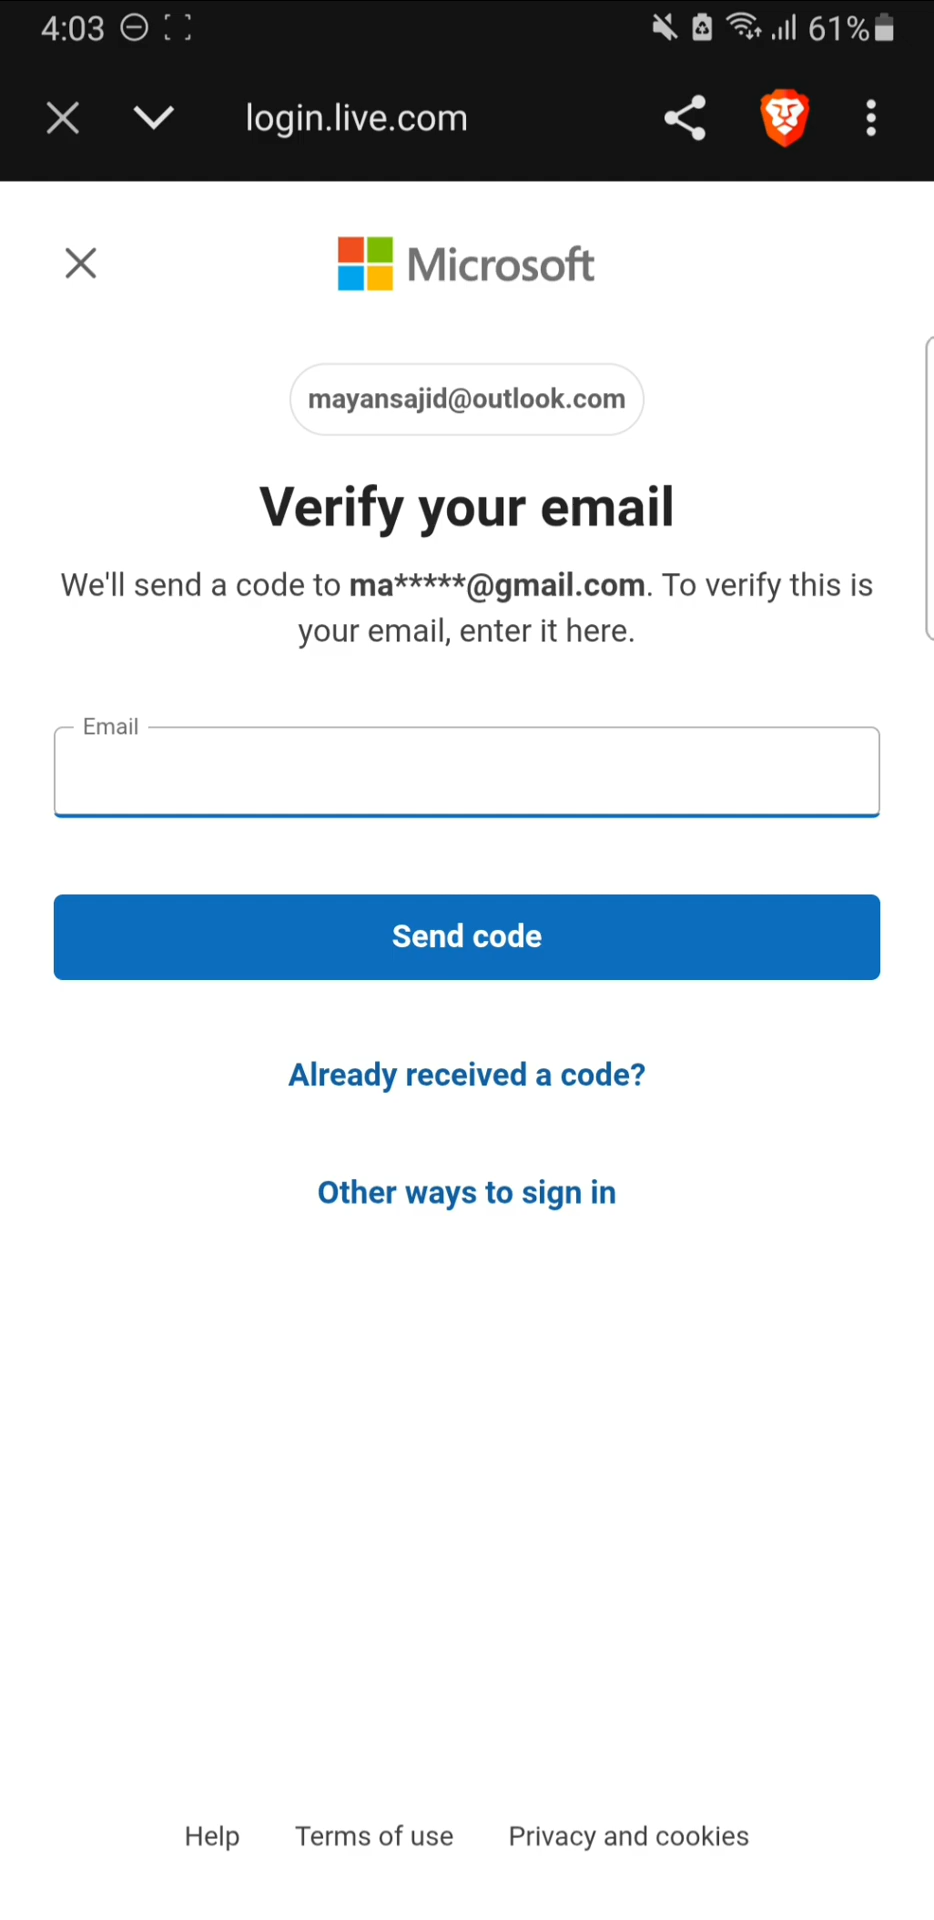 4:03
61%
login.live.com
Microsoft
mayansajid@outlook.com
Verify your email
We'll send a code to ma*****@gmail.com. To verify this is
your email, enter it here.
Email
Send code
Already received a code?
Other ways to sign in
Help Terms of use Privacy and cookies